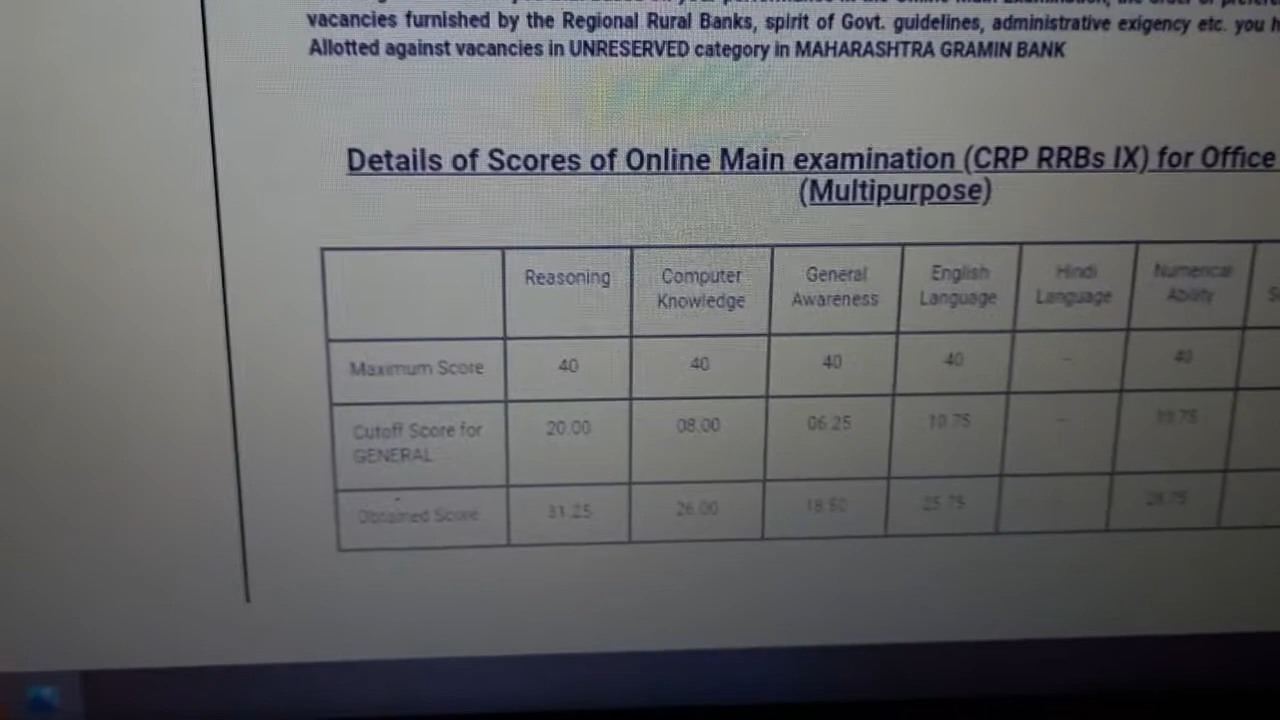 vacancies furnished by the Regional Rural Banks, spirit of Govt. guidelines, administrative exigency etc. you
Allotted against vacancies in UNRESERVED category in MAHARASHTRA GRAMIN BANK
Details of Scores of Online Main examination (CRP RRBs IX) for Office
(Multipurpose)
Reasoning Computer Knowledge General Awareness English Language Hindi Language Numerical Ability
Maximum Score 40 40 40 40 -- 40
Cutoff Score for GENERAL 20.00 08.00 06.25 10.75 --
Obtained Score 31.25 26.00 18.50 25.75